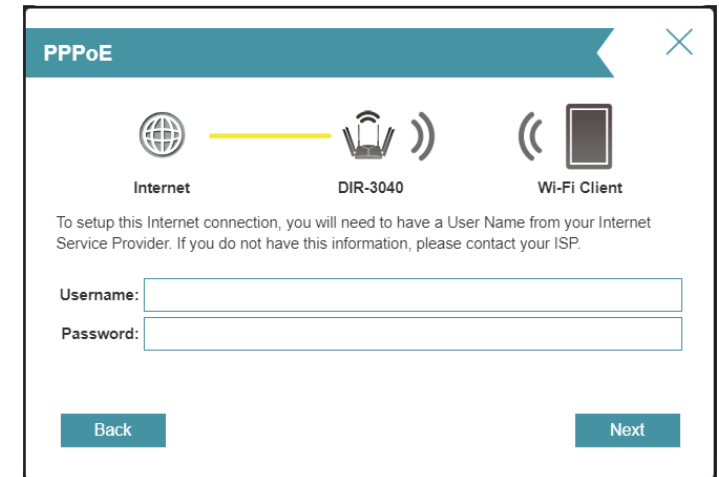 PPPoE
Internet
DIR-3040
Wi-Fi Client
To setup this Internet connection, you will need to have a User Name from your Internet
Service Provider. If you do not have this information, please contact your ISP.
Username:
Password:
Back
Next